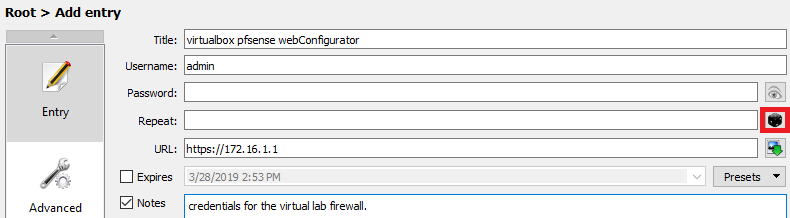 Root > Add entry
Title: virtualbox pfsense webConfigurator
Username: admin
Entry
Password:
Repeat:
URL: https://172.16.1.1
Expires 3/28/2019 2:53 PM Presets
Advanced
Notes credentials for the virtual lab firewall.